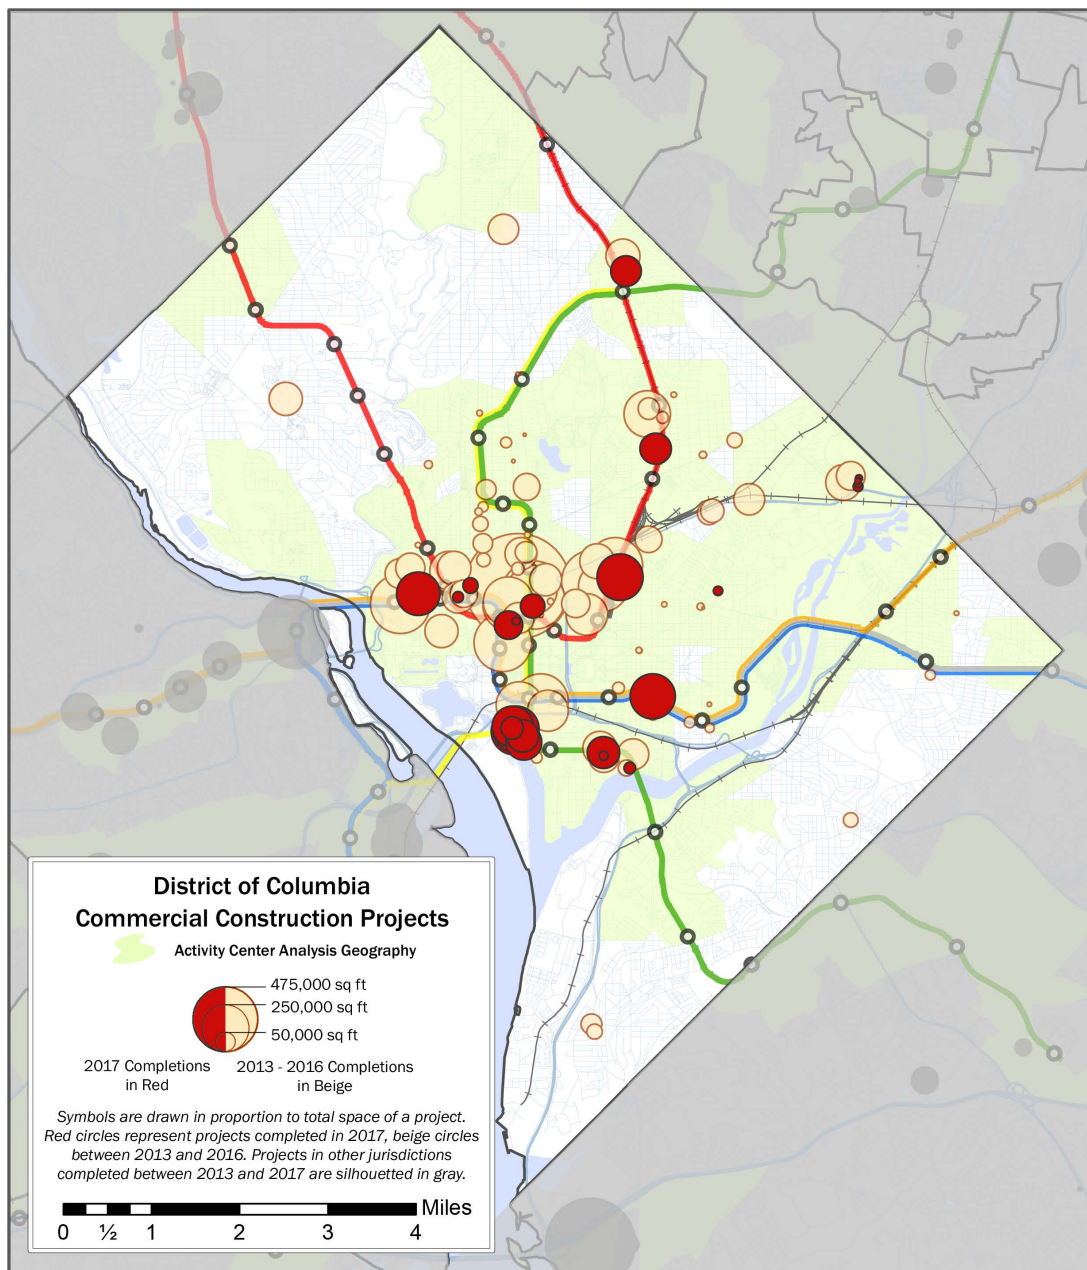 District of Columbia
Commercial Construction Projects
Activity Center Analysis Geography
475,000 sq ft
250,000 sq ft
50,000 sq ft
2017 Completions
in Red
2013 - 2016 Completions
in Beige
Symbols are drawn in proportion to total space of a project.
Red circles represent projects completed in 2017, beige circles
between 2013 and 2016. Projects in other jurisdictions
completed between 2013 and 2017 are silhouetted in gray.
Miles
0 ½ 1 2 3 4